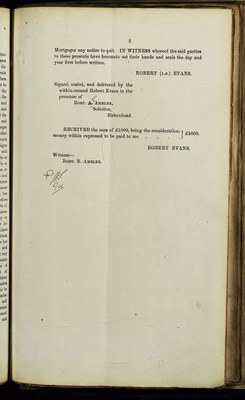 3
Mortgagor any notice to quit IN WITNESS whereof the said parties
to these presents have hereunto set their hands and seals the day and
year first before written.
ROBERT (L.S.) EVANS.
Signed, sealed, and delivered by the
within-named Robert Evans in the
presence of
ROBT. AMBLER,
Solicitor,
Birkenhead.
RECEIVED the sum of £1000, being the consideration
money within expressed to be paid to me
£1000.
ROBERT EVANS.
Witness—
ROBT. B. AMBLER.